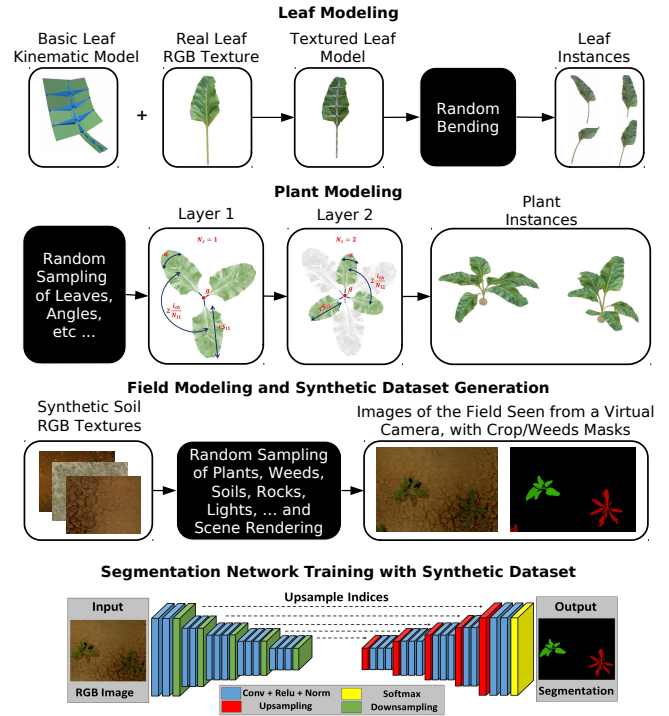 Leaf Modeling
Basic Leaf
Kinematic Model
Real Leaf
RGB Texture
Textured Leaf
Model
Leaf
Instances
+
Random
Bending
Plant Modeling
Layer 1
Layer 2
Plant
Instances
Random
Sampling
of Leaves,
Angles,
etc ...
Field Modeling and Synthetic Dataset Generation
Synthetic Soil
RGB Textures
Images of the Field Seen from a Virtual
Camera, with Crop/Weeds Masks
Random Sampling
of Plants, Weeds,
Soils, Rocks,
Lights, ... and
Scene Rendering
Segmentation Network Training with Synthetic Dataset
Input
Upsample Indices
Output
RGB Image
Segmentation
Conv + Relu + Norm
Softmax
Upsampling
Downsampling